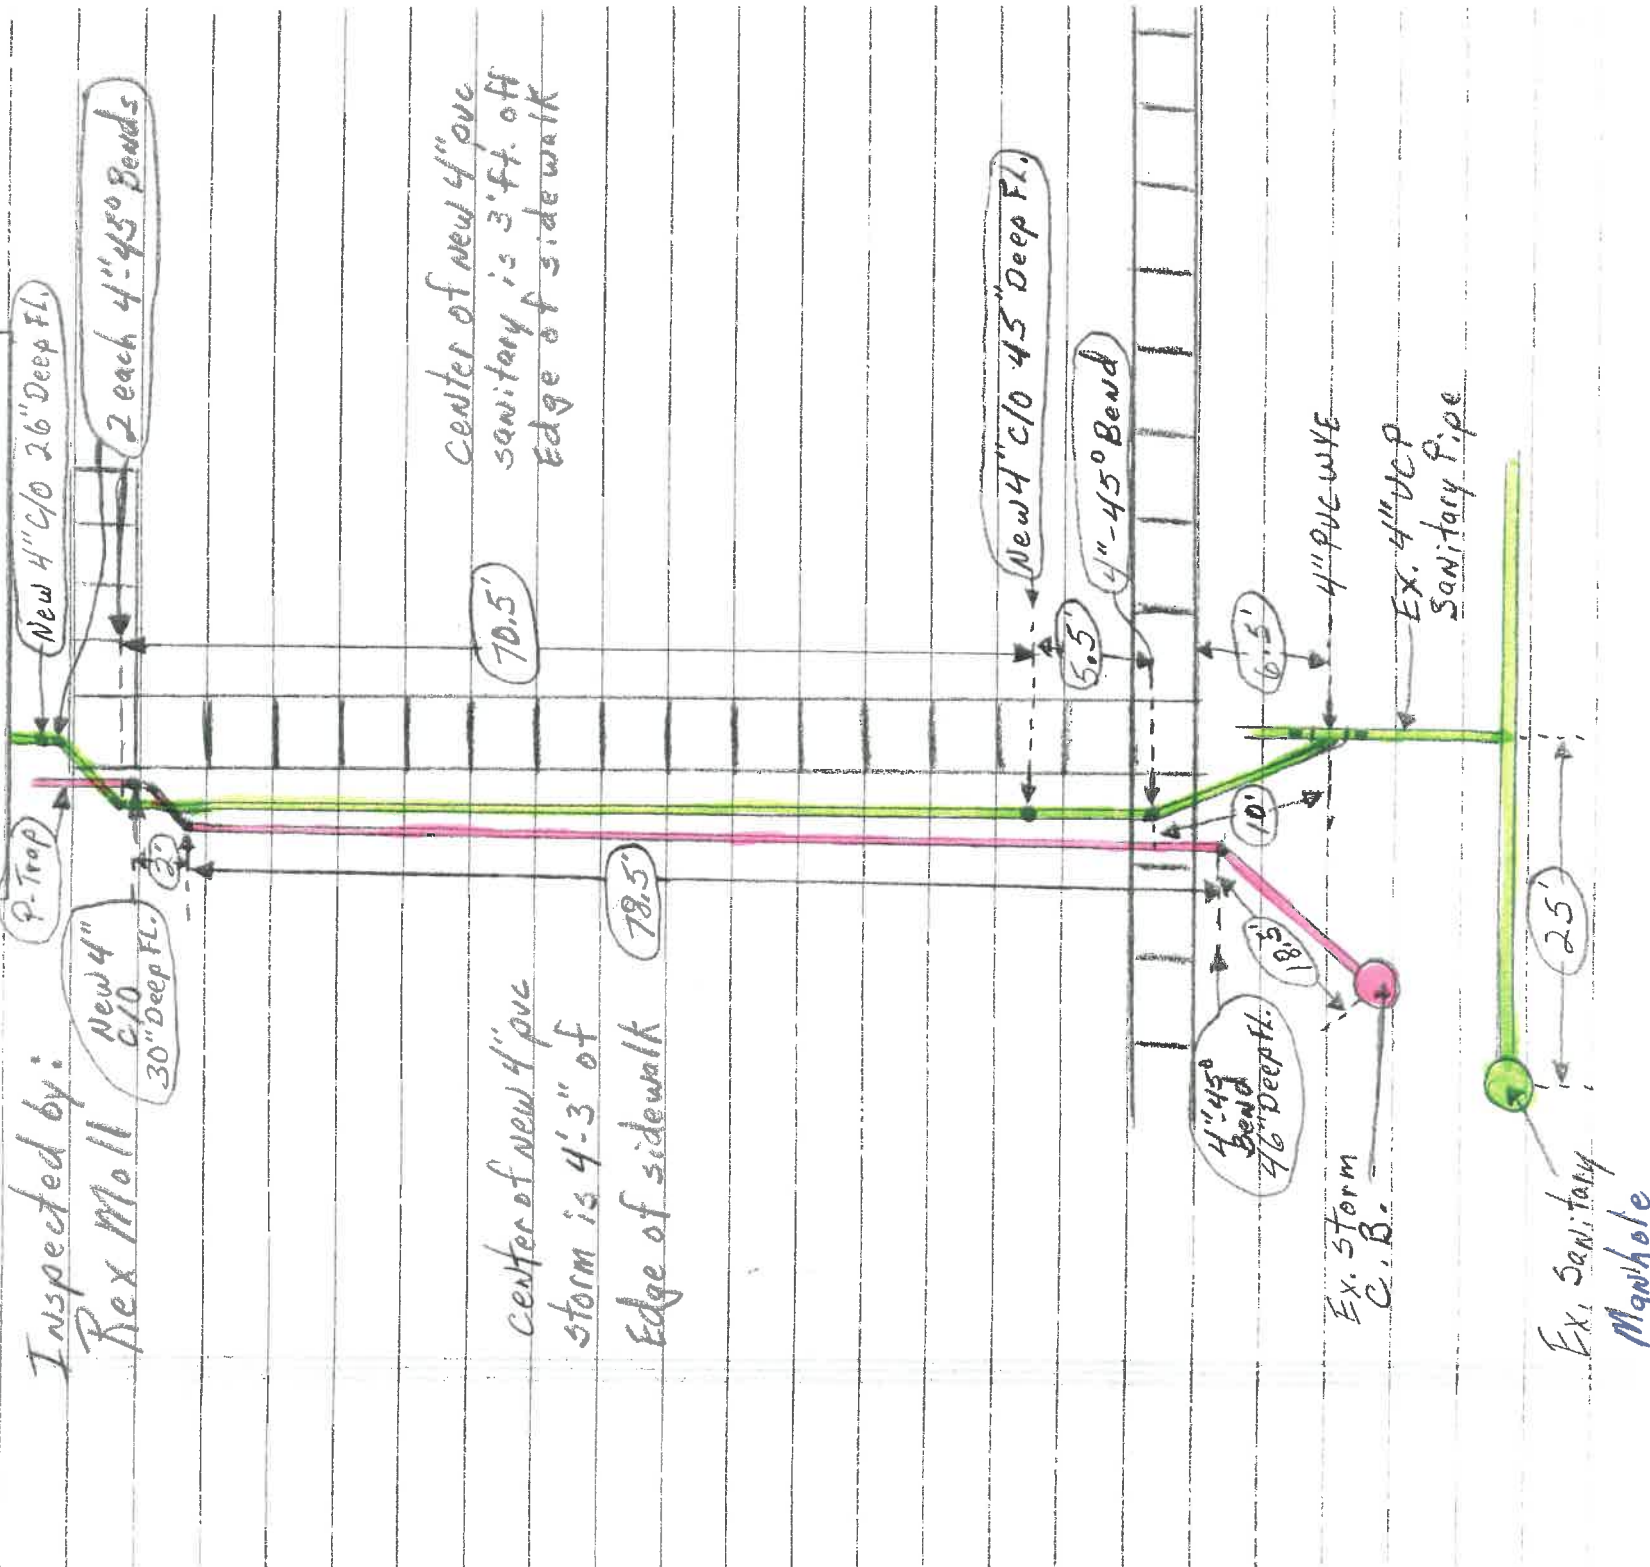 Inspected by:
Rex Moll
P-Trap
New 4" C/O 26" Deep FL.
2 each 4"-45° Bends
New 4"
C/O
30" Deep FL.
2'
70.5'
center of new 4" pvc
sanitary is 3' ft. off
Edge of sidewalk
center of new 4" pvc
storm is 4'-3" of
Edge of sidewalk
78.5'
New 4" C/O 45" Deep FL.
5.5'
4"-45° Bend
6.5'
10'
4" PVC WYE
Ex. 4" VCP
Sanitary Pipe
18.5'
4"-45°
Bend
46" Deep FL.
Ex. Storm
C.B.
25'
Ex. Sanitary
Manhole